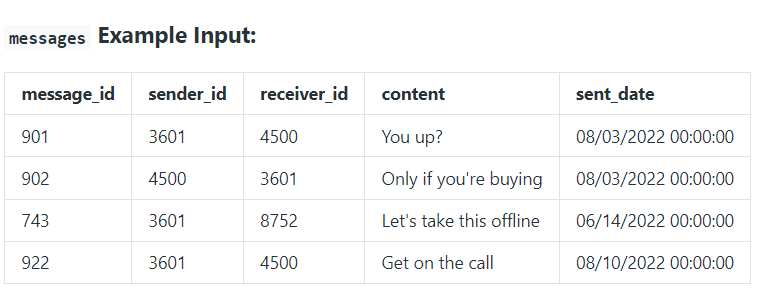 messages Example Input:
message_id sender_id receiver_id content sent_date
901 3601 4500 You up? 08/03/2022 00:00:00
902 4500 3601 Only if you're buying 08/03/2022 00:00:00
743 3601 8752 Let's take this offline 06/14/2022 00:00:00
922 3601 4500 Get on the call 08/10/2022 00:00:00